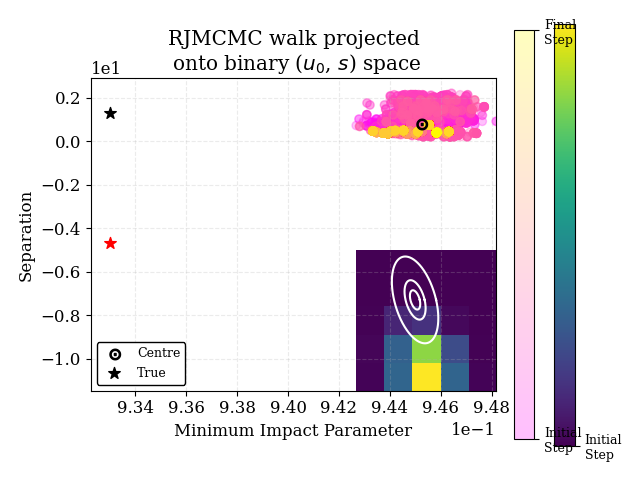 RJMCMC walk projected
onto binary (u₀, s) space
1e1
0.2
0.0
−0.2
−0.4
−0.6
−0.8
−1.0
Separation
Centre
True
9.34
9.36
9.38
9.40
9.42
9.44
9.46
9.48
Minimum Impact Parameter
1e−1
Final
Step
Initial
Step
Initial
Step